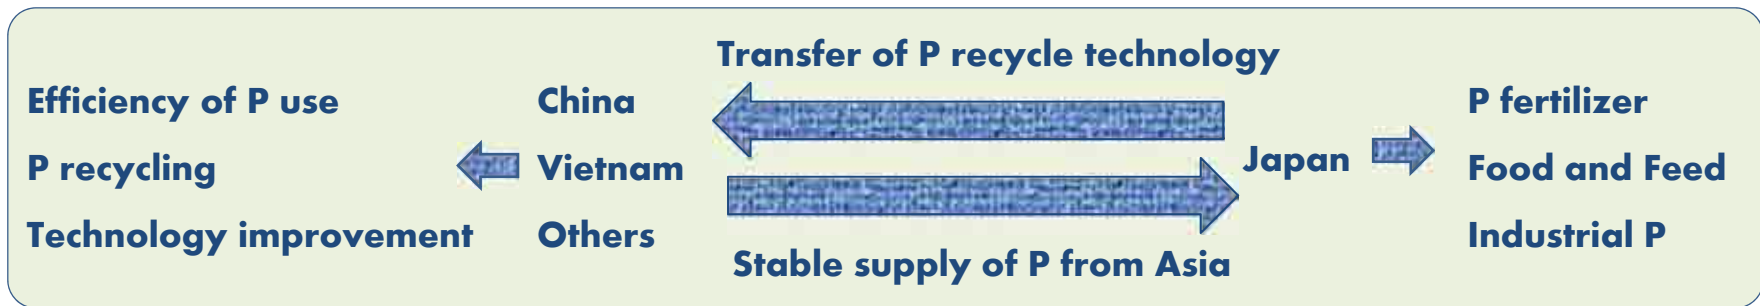 Transfer of P recycle technology
Efficiency of P use
P recycling
Technology improvement
China
Vietnam
Others
Japan
P fertilizer
Food and Feed
Industrial P
Stable supply of P from Asia